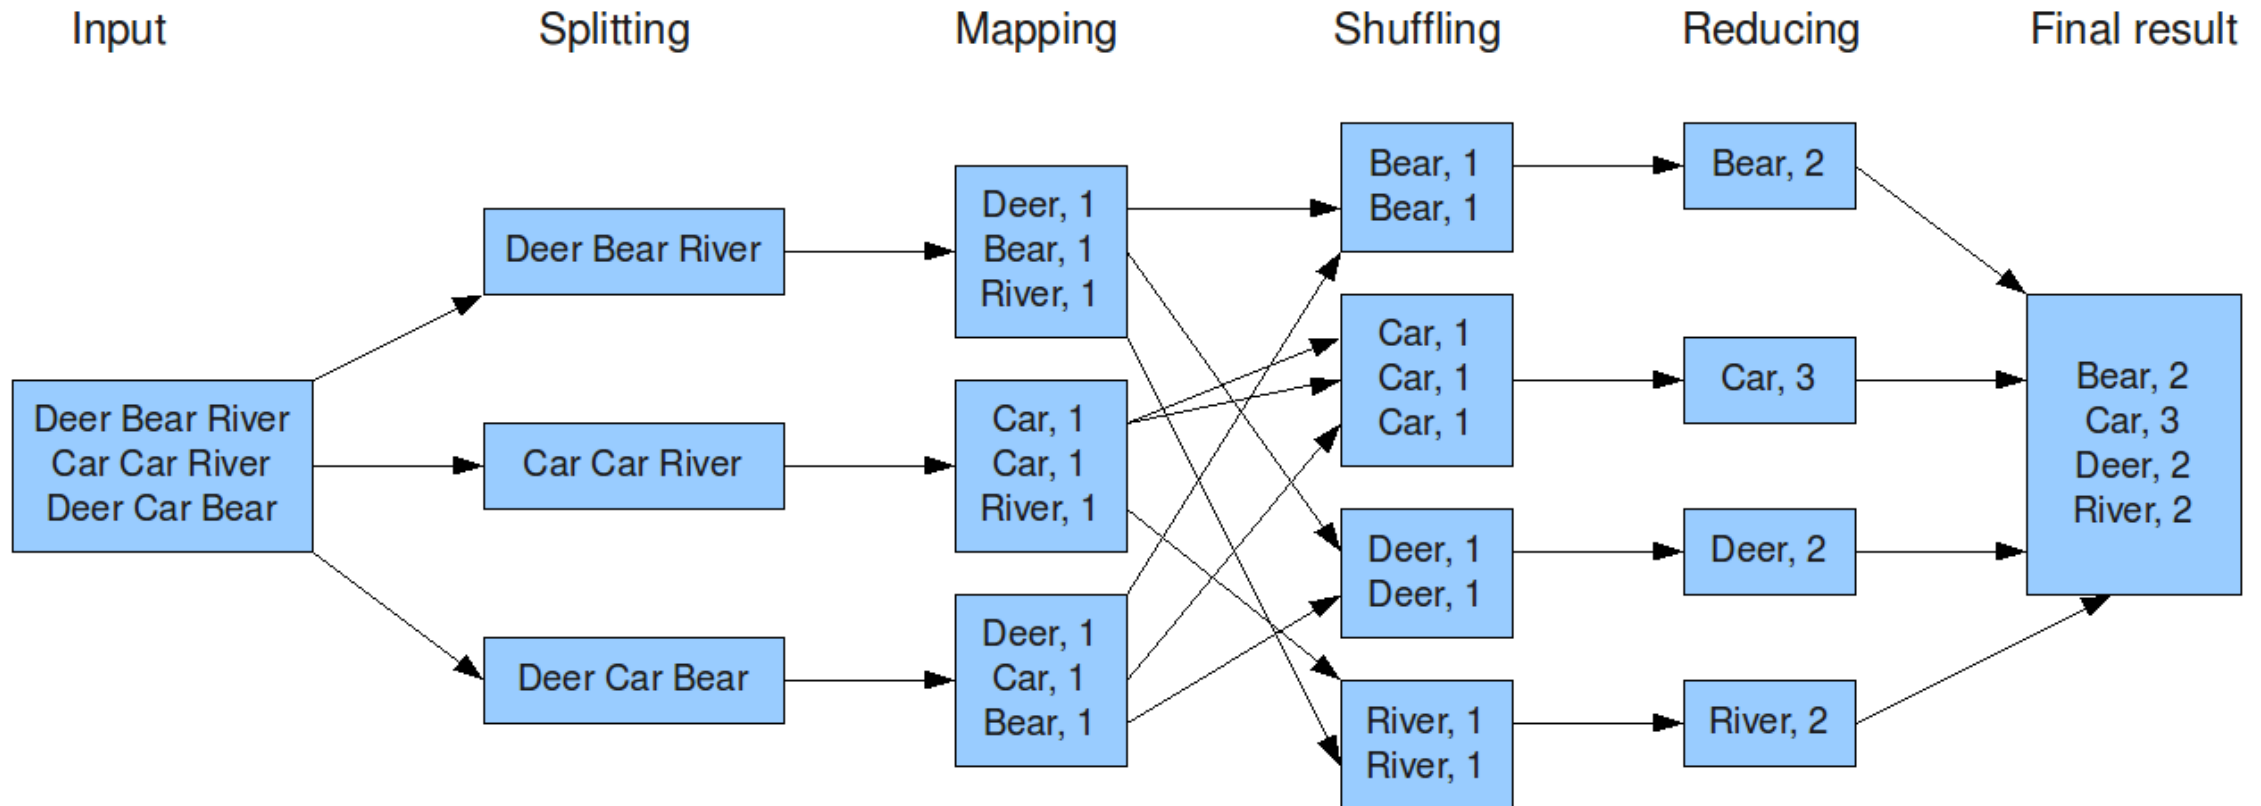 Input
Splitting
Mapping
Shuffling
Reducing
Final result
Deer Bear River
Car Car River
Deer Car Bear
Deer Bear River
Car Car River
Deer Car Bear
Deer, 1
Bear, 1
River, 1
Car, 1
Car, 1
River, 1
Deer, 1
Car, 1
Bear, 1
Bear, 1
Bear, 1
Car, 1
Car, 1
Car, 1
Deer, 1
Deer, 1
River, 1
River, 1
Bear, 2
Car, 3
Deer, 2
River, 2
Bear, 2
Car, 3
Deer, 2
River, 2